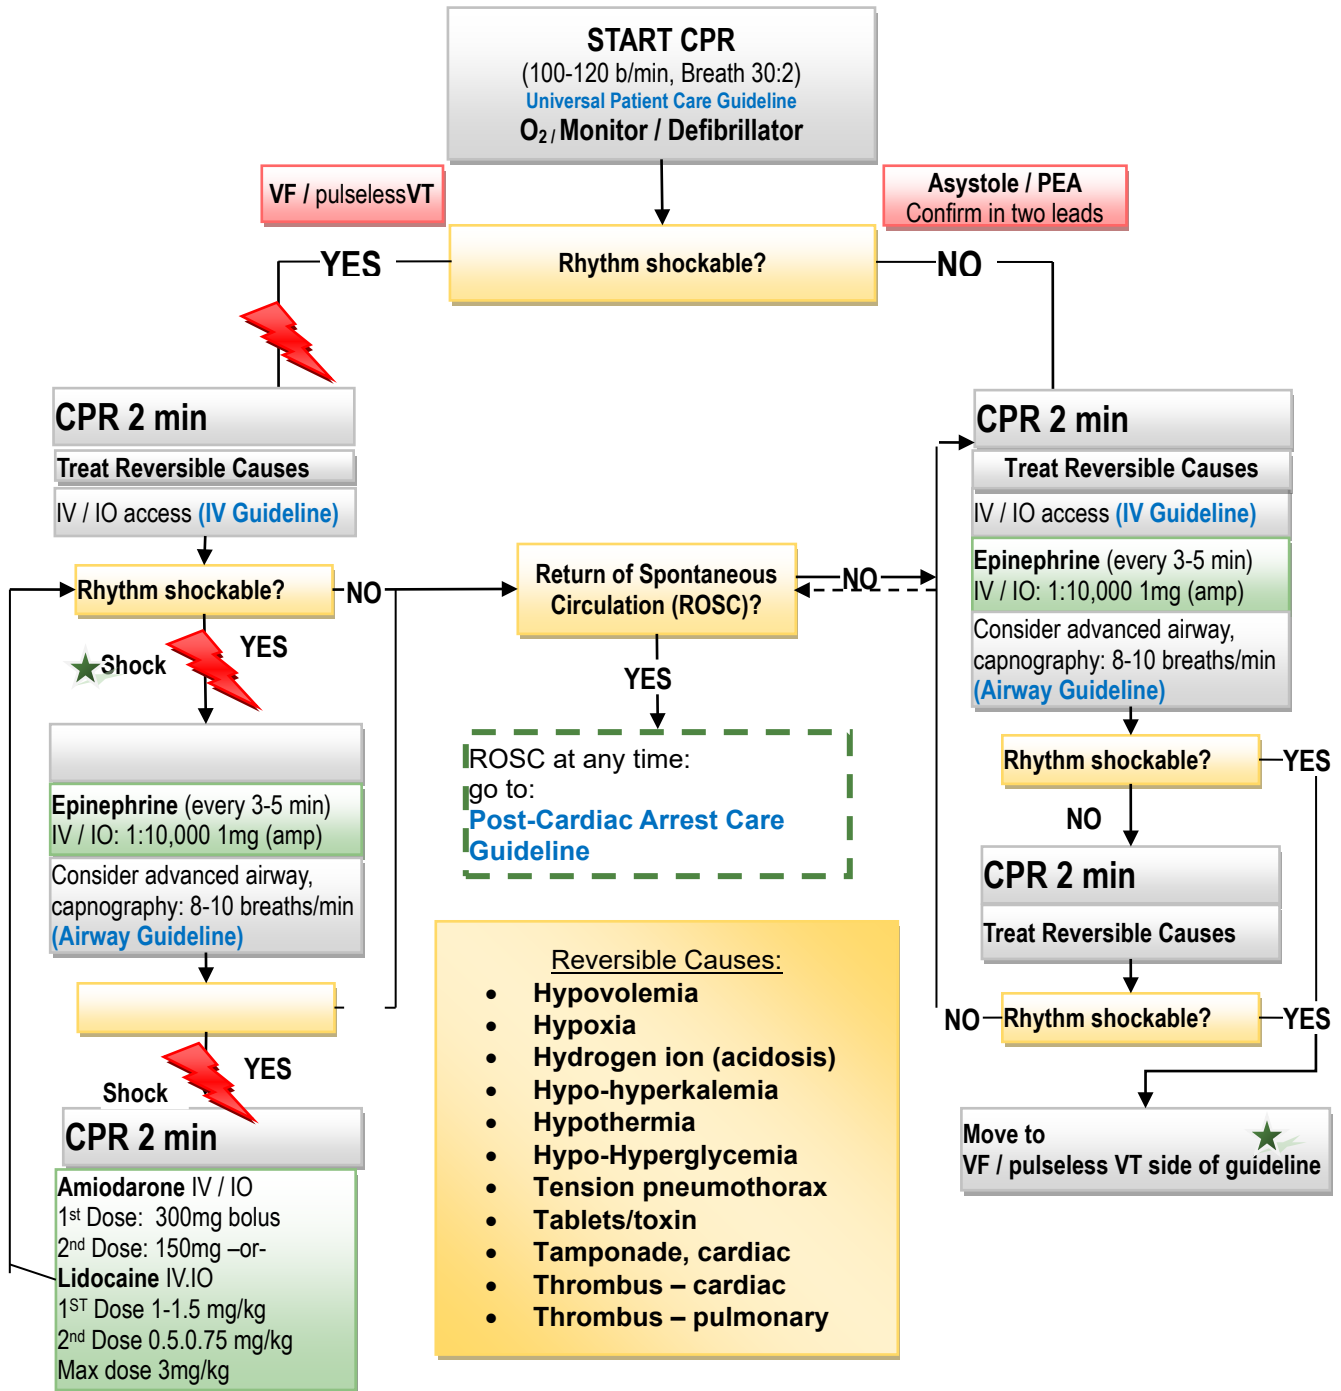 START CPR
(100-120 b/min, Breath 30:2)
Universal Patient Care Guideline
O2 / Monitor / Defibrillator
VF / pulselessVT
Asystole / PEA
Confirm in two leads
YES
Rhythm shockable?
NO
CPR 2 min
Treat Reversible Causes
IV / IO access (IV Guideline)
Rhythm shockable?
NO
YES
Shock
Epinephrine (every 3-5 min)
IV / IO: 1:10,000 1mg (amp)
Consider advanced airway,
capnography: 8-10 breaths/min
(Airway Guideline)
YES
Shock
CPR 2 min
Amiodarone IV / IO
1st Dose: 300mg bolus
2nd Dose: 150mg –or-
Lidocaine IV.IO
1ST Dose 1-1.5 mg/kg
2nd Dose 0.5.0.75 mg/kg
Max dose 3mg/kg
Return of Spontaneous
Circulation (ROSC)?
NO
YES
ROSC at any time:
go to:
Post-Cardiac Arrest Care
Guideline
Reversible Causes:
• Hypovolemia
• Hypoxia
• Hydrogen ion (acidosis)
• Hypo-hyperkalemia
• Hypothermia
• Hypo-Hyperglycemia
• Tension pneumothorax
• Tablets/toxin
• Tamponade, cardiac
• Thrombus – cardiac
• Thrombus – pulmonary
CPR 2 min
Treat Reversible Causes
IV / IO access (IV Guideline)
Epinephrine (every 3-5 min)
IV / IO: 1:10,000 1mg (amp)
Consider advanced airway,
capnography: 8-10 breaths/min
(Airway Guideline)
Rhythm shockable?
YES
NO
CPR 2 min
Treat Reversible Causes
NO
Rhythm shockable?
YES
Move to
VF / pulseless VT side of guideline